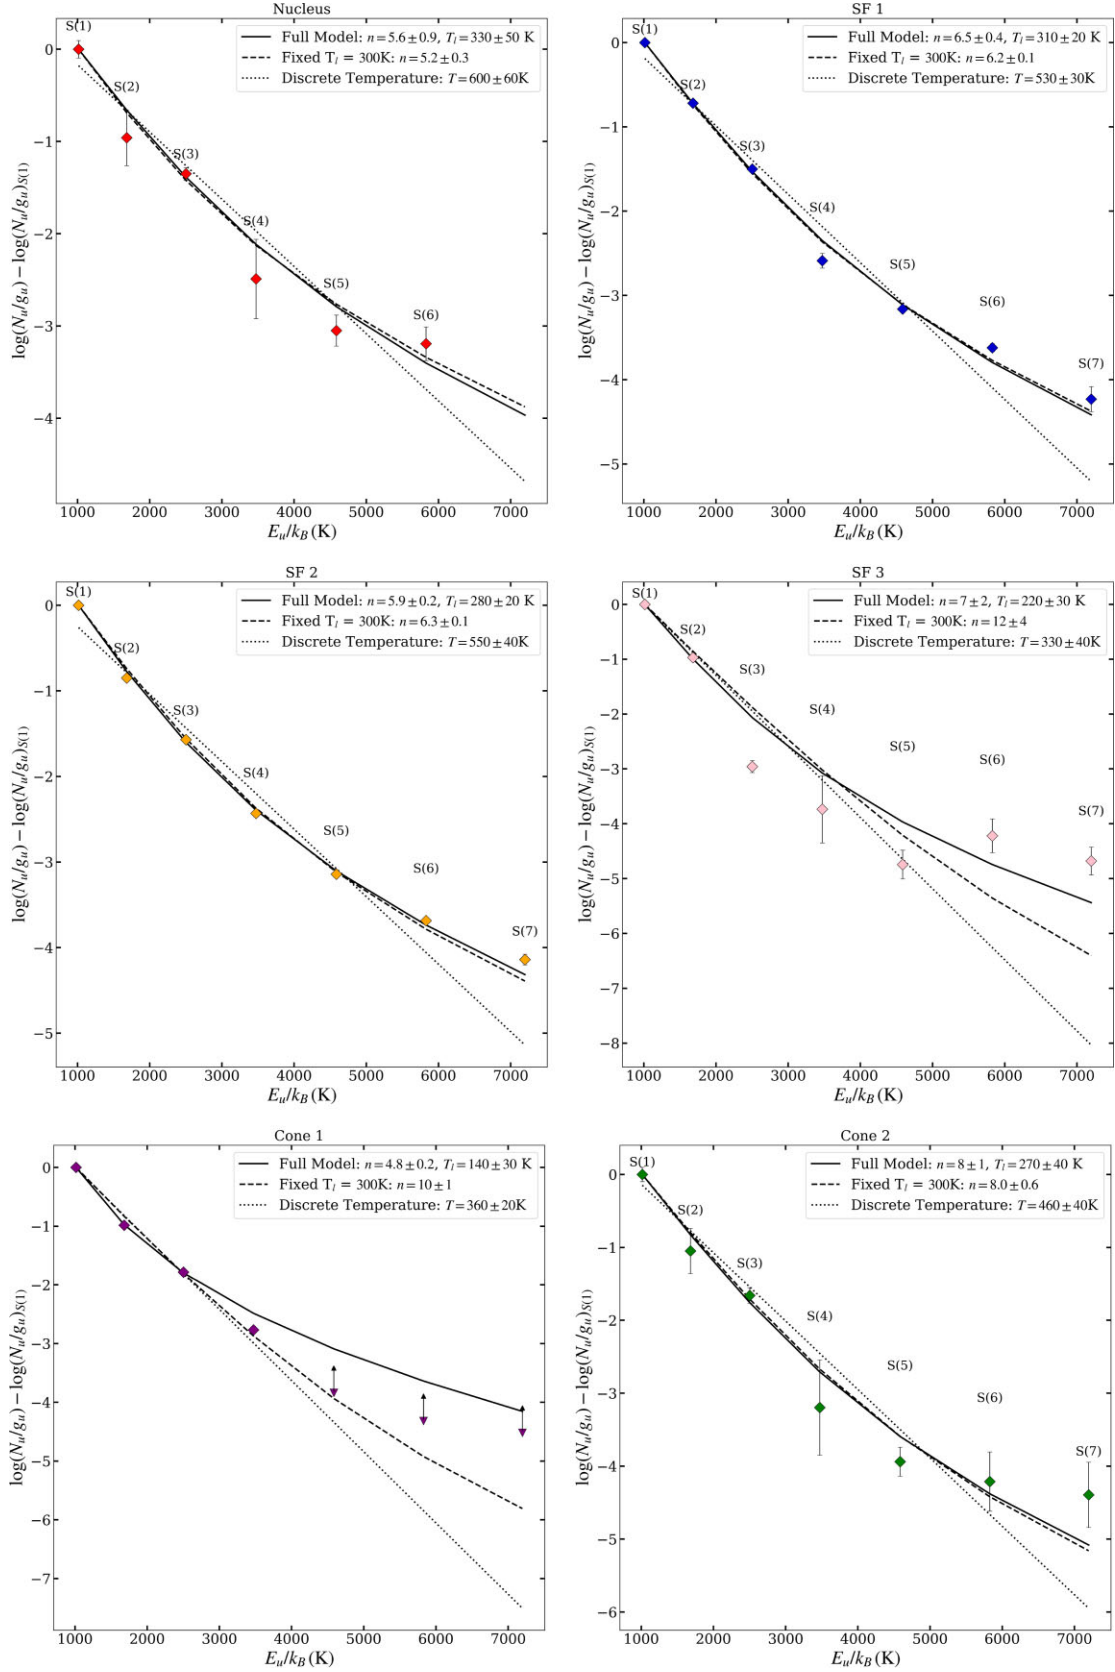 Nucleus
S(1)
S(2)
S(3)
S(4)
S(5)
S(6)
Full Model: n = 5.6 ± 0.9, T_l = 330 ± 50 K
Fixed T_l = 300K: n = 5.2 ± 0.3
Discrete Temperature: T = 600 ± 60K
0
−1
−2
−3
−4
log(N_u/g_u) − log(N_u/g_u)_S(1)
1000 2000 3000 4000 5000 6000 7000
E_u/k_B (K)
SF 1
S(1)
S(2)
S(3)
S(4)
S(5)
S(6)
S(7)
Full Model: n = 6.5 ± 0.4, T_l = 310 ± 20 K
Fixed T_l = 300K: n = 6.2 ± 0.1
Discrete Temperature: T = 530 ± 30K
0
−1
−2
−3
−4
−5
log(N_u/g_u) − log(N_u/g_u)_S(1)
1000 2000 3000 4000 5000 6000 7000
E_u/k_B (K)
SF 2
S(1)
S(2)
S(3)
S(4)
S(5)
S(6)
S(7)
Full Model: n = 5.9 ± 0.2, T_l = 280 ± 20 K
Fixed T_l = 300K: n = 6.3 ± 0.1
Discrete Temperature: T = 550 ± 40K
0
−1
−2
−3
−4
−5
log(N_u/g_u) − log(N_u/g_u)_S(1)
1000 2000 3000 4000 5000 6000 7000
E_u/k_B (K)
SF 3
S(1)
S(2)
S(3)
S(4)
S(5)
S(6)
S(7)
Full Model: n = 7 ± 2, T_l = 220 ± 30 K
Fixed T_l = 300K: n = 12 ± 4
Discrete Temperature: T = 330 ± 40K
0
−1
−2
−3
−4
−5
−6
−7
−8
log(N_u/g_u) − log(N_u/g_u)_S(1)
1000 2000 3000 4000 5000 6000 7000
E_u/k_B (K)
Cone 1
Full Model: n = 4.8 ± 0.2, T_l = 140 ± 30 K
Fixed T_l = 300K: n = 10 ± 1
Discrete Temperature: T = 360 ± 20K
0
−1
−2
−3
−4
−5
−6
−7
log(N_u/g_u) − log(N_u/g_u)_S(1)
1000 2000 3000 4000 5000 6000 7000
E_u/k_B (K)
Cone 2
S(1)
S(2)
S(3)
S(4)
S(5)
S(6)
S(7)
Full Model: n = 8 ± 1, T_l = 270 ± 40 K
Fixed T_l = 300K: n = 8.0 ± 0.6
Discrete Temperature: T = 460 ± 40K
0
−1
−2
−3
−4
−5
−6
log(N_u/g_u) − log(N_u/g_u)_S(1)
1000 2000 3000 4000 5000 6000 7000
E_u/k_B (K)